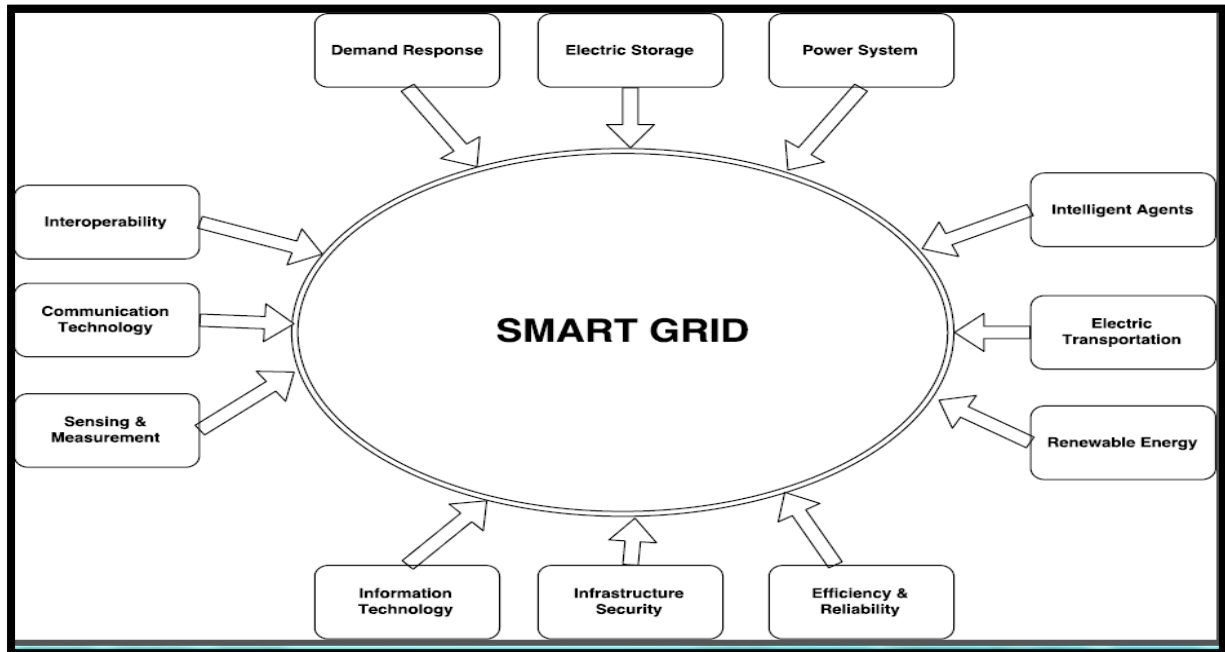 Demand Response
Electric Storage
Power System
Interoperability
Intelligent Agents
Communication
Technology
SMART GRID
Electric
Transportation
Sensing &
Measurement
Renewable Energy
Information
Technology
Infrastructure
Security
Efficiency &
Reliability